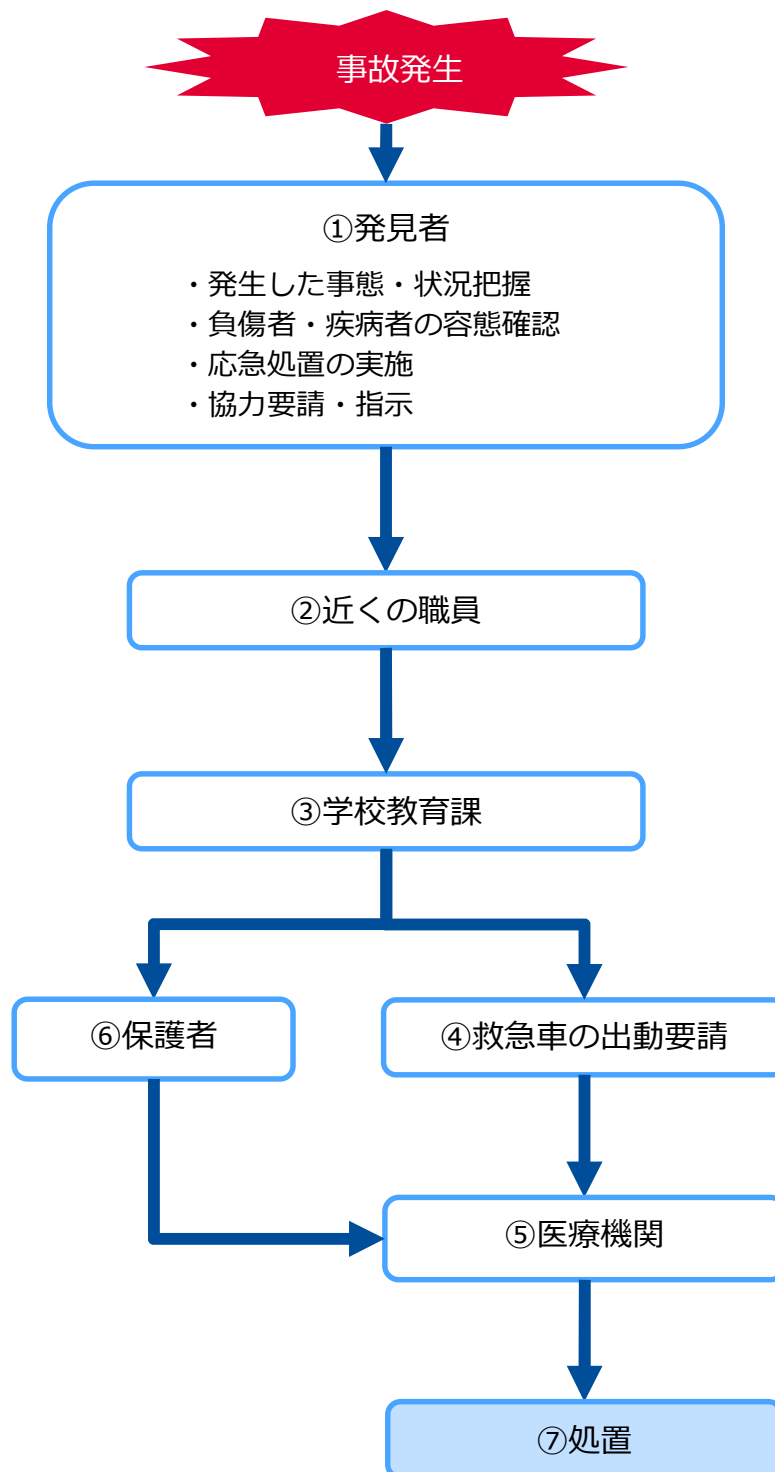 事故発生
①発見者
・発生した事態・状況把握
・負傷者・疾病者の容態確認
・応急処置の実施
・協力要請・指示
②近くの職員
③学校教育課
⑥保護者
④救急車の出動要請
⑤医療機関
⑦処置